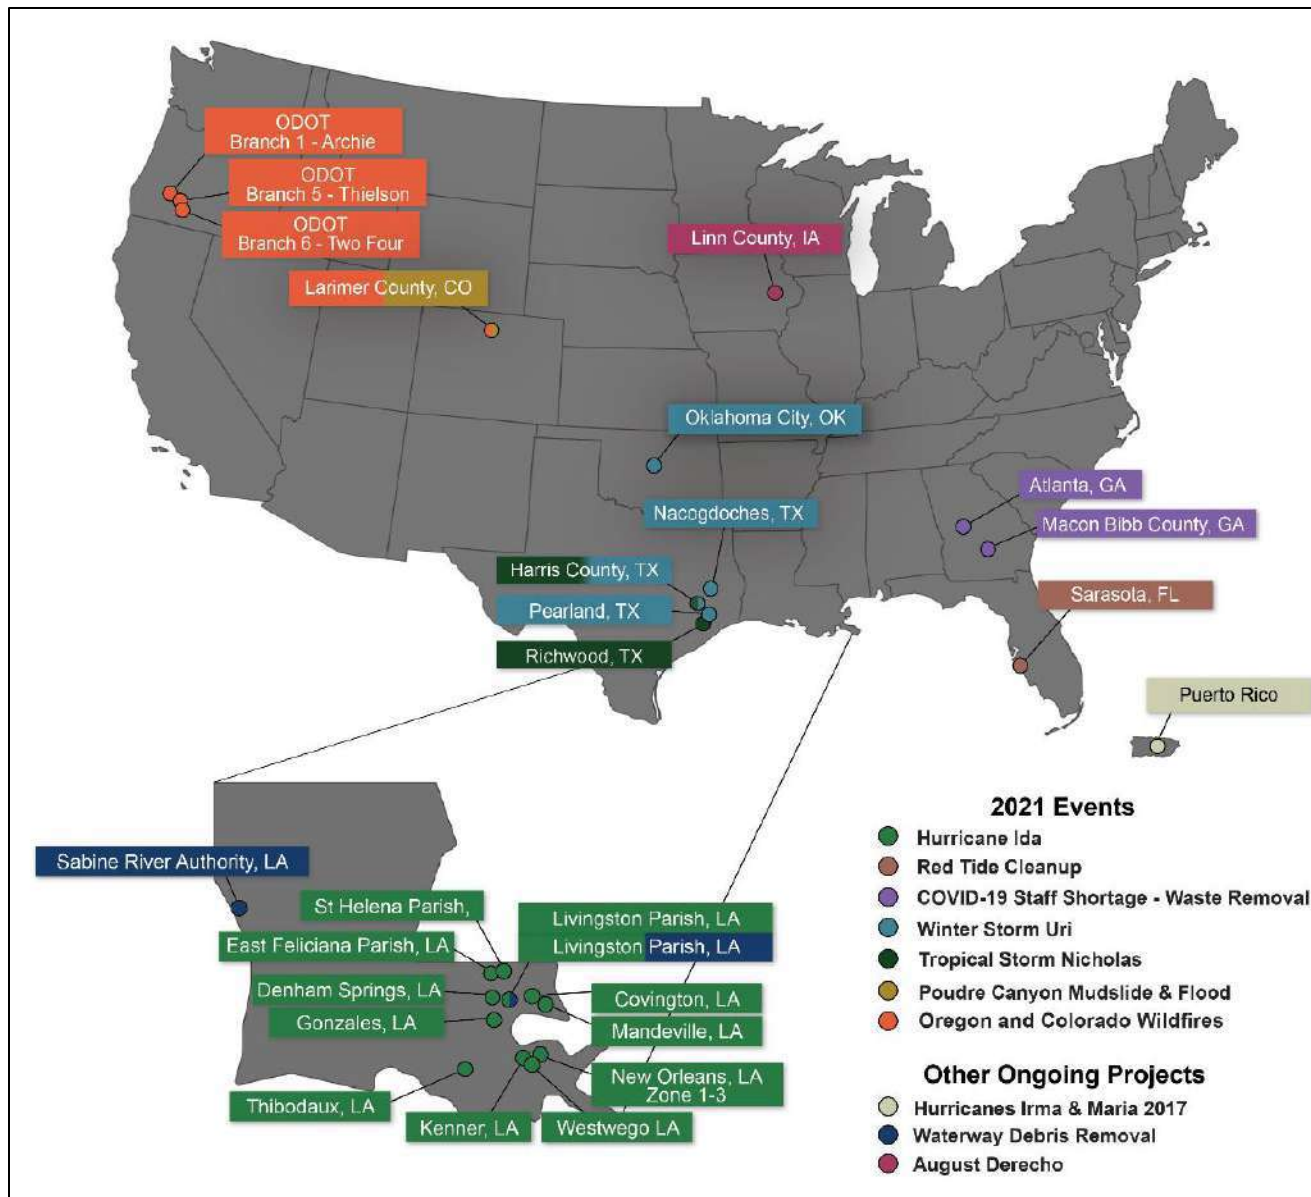 ODOT
Branch 1 - Archie
ODOT
Branch 5 - Thielson
ODOT
Branch 6 - Two Four
Larimer County, CO
Linn County, IA
Oklahoma City, OK
Nacogdoches, TX
Harris County, TX
Pearland, TX
Richwood, TX
Atlanta, GA
Macon Bibb County, GA
Sarasota, FL
Puerto Rico
Sabine River Authority, LA
St Helena Parish,
East Feliciana Parish, LA
Denham Springs, LA
Gonzales, LA
Thibodaux, LA
Livingston Parish, LA
Livingston Parish, LA
Covington, LA
Mandeville, LA
New Orleans, LA
Zone 1-3
Kenner, LA
Westwego LA
2021 Events
Hurricane Ida
Red Tide Cleanup
COVID-19 Staff Shortage - Waste Removal
Winter Storm Uri
Tropical Storm Nicholas
Poudre Canyon Mudslide & Flood
Oregon and Colorado Wildfires
Other Ongoing Projects
Hurricanes Irma & Maria 2017
Waterway Debris Removal
August Derecho